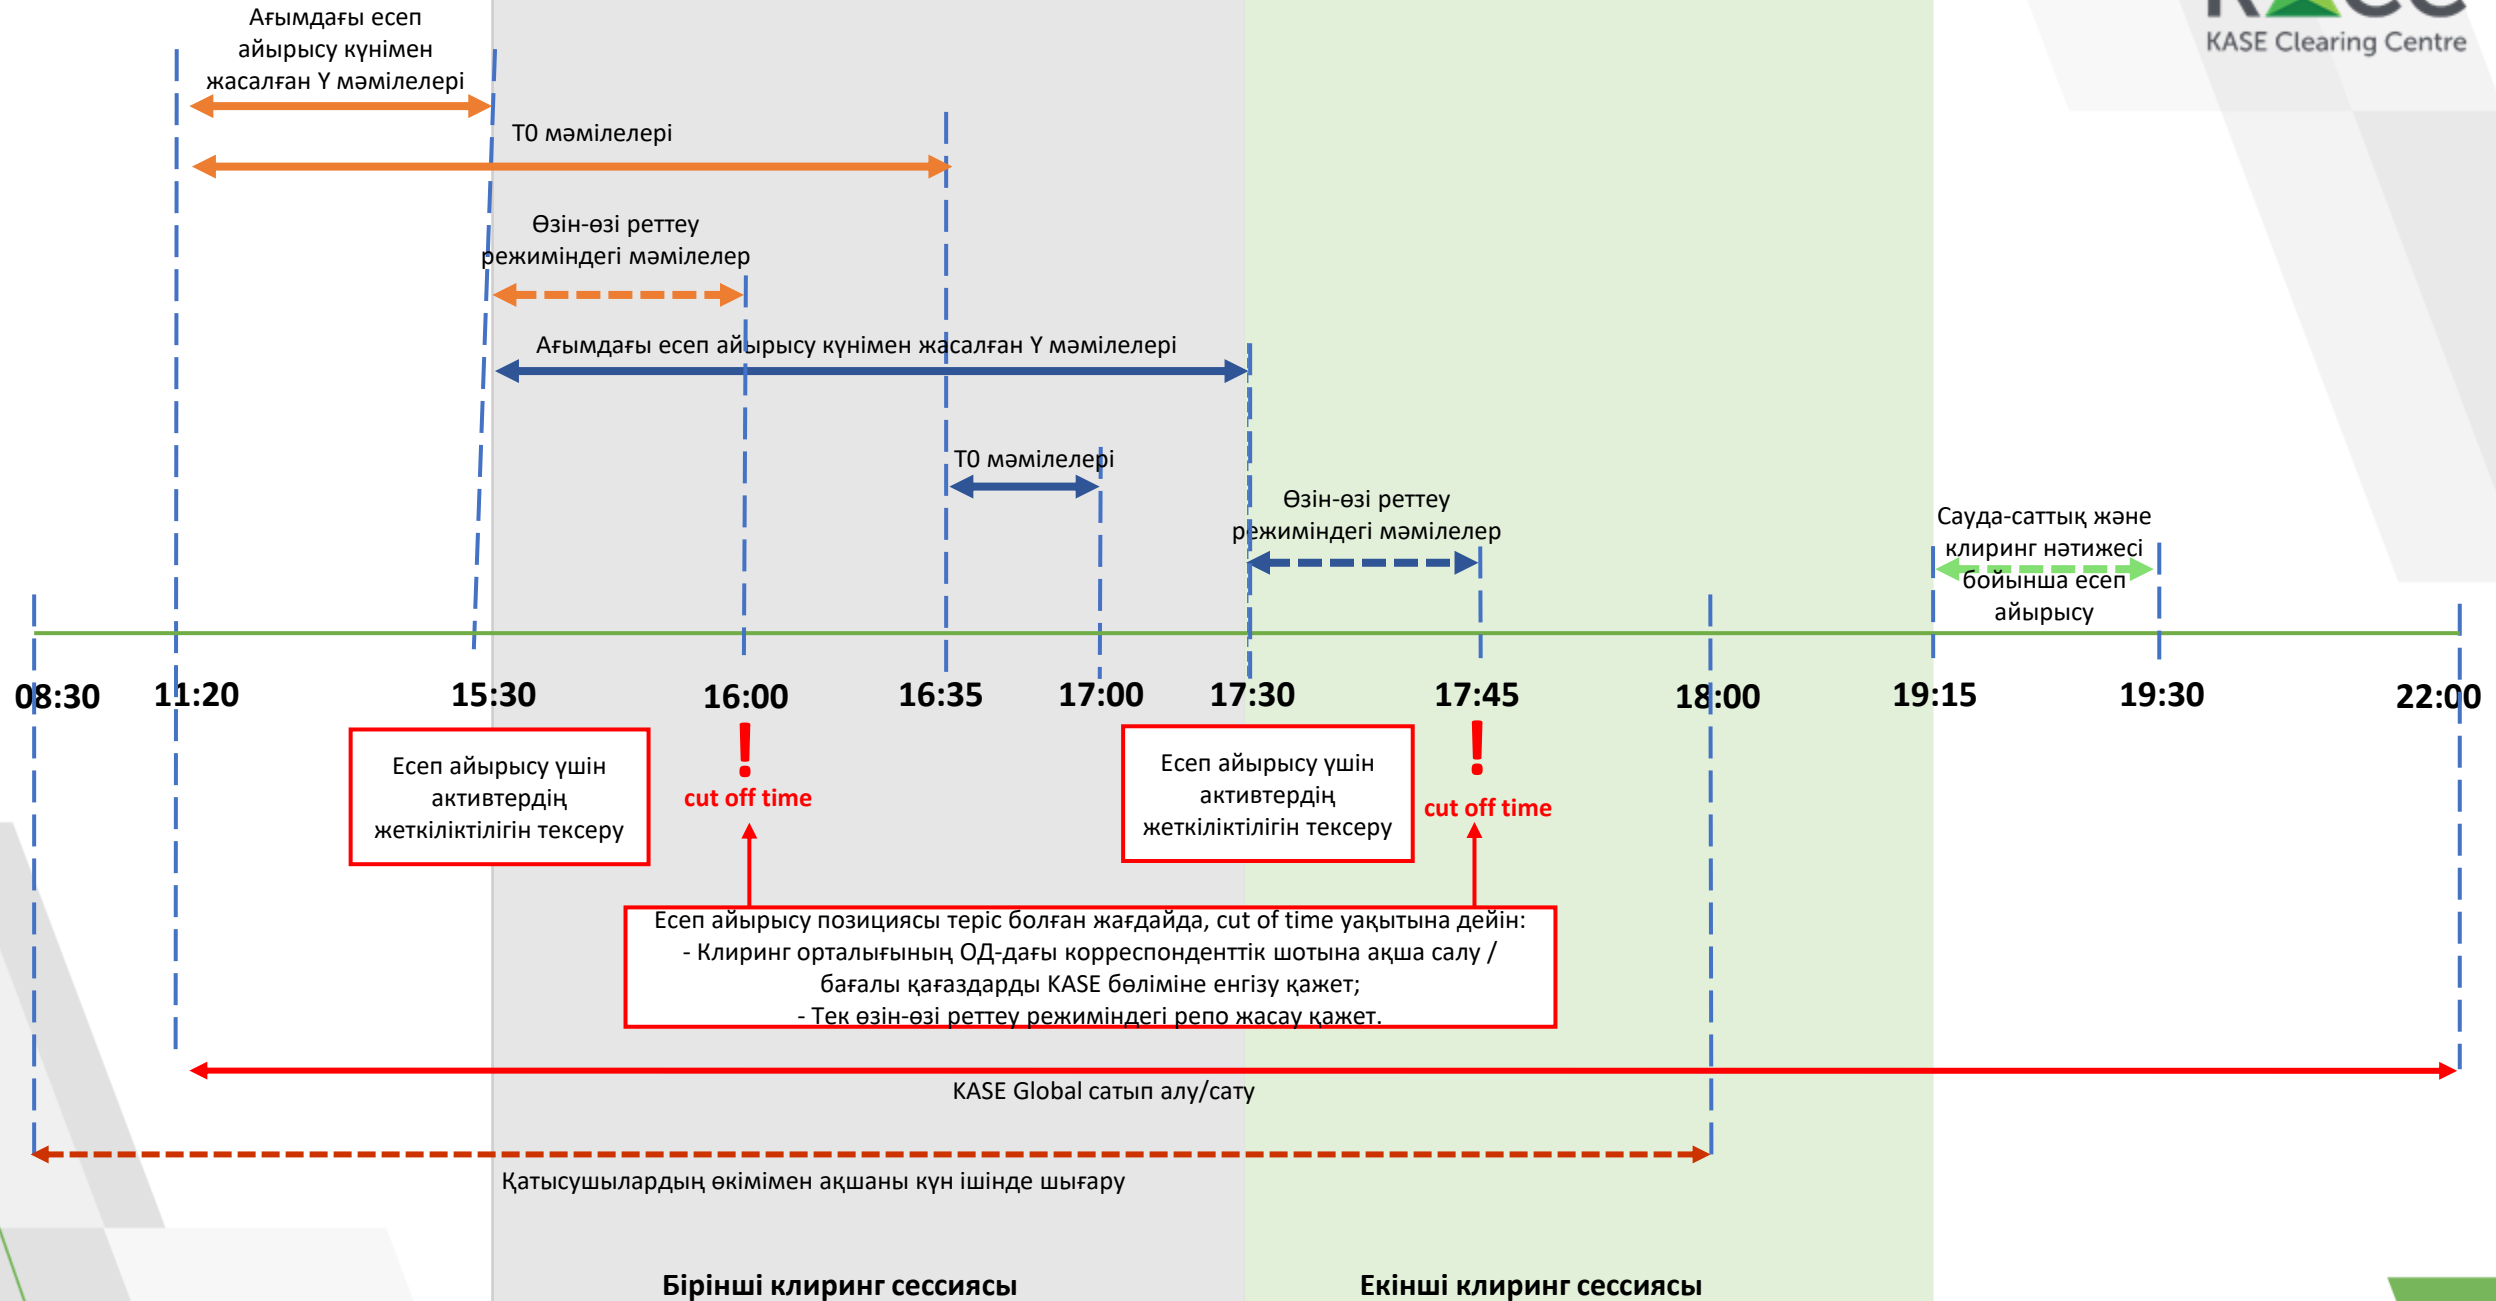 KACC
KASE Clearing Centre
Ағымдағы есеп
айырысу күнімен
жасалған Y мәмілелері
T0 мәмілелері
Өзін-өзі реттеу
режиміндегі мәмілелер
Ағымдағы есеп айырысу күнімен жасалған Y мәмілелері
T0 мәмілелері
Өзін-өзі реттеу
режиміндегі мәмілелер
Сауда-саттық және
клиринг нәтижесі
бойынша есеп
айырысу
08:30 11:20 15:30 16:00 16:35 17:00 17:30 17:45 18:00 19:15 19:30 22:00
Есеп айырысу үшін
активтердің
жеткіліктілігін тексеру
!
cut off time
Есеп айырысу үшін
активтердің
жеткіліктілігін тексеру
!
cut off time
Есеп айырысу позициясы теріс болған жағдайда, cut of time уақытына дейін:
- Клиринг орталығының ОД-дағы корреспонденттік шотына ақша салу /
бағалы қағаздарды KASE бөліміне енгізу қажет;
- Тек өзін-өзі реттеу режиміндегі репо жасау қажет.
KASE Global сатып алу/сату
Қатысушылардың өкімімен ақшаны күн ішінде шығару
Бірінші клиринг сессиясы
Екінші клиринг сессиясы